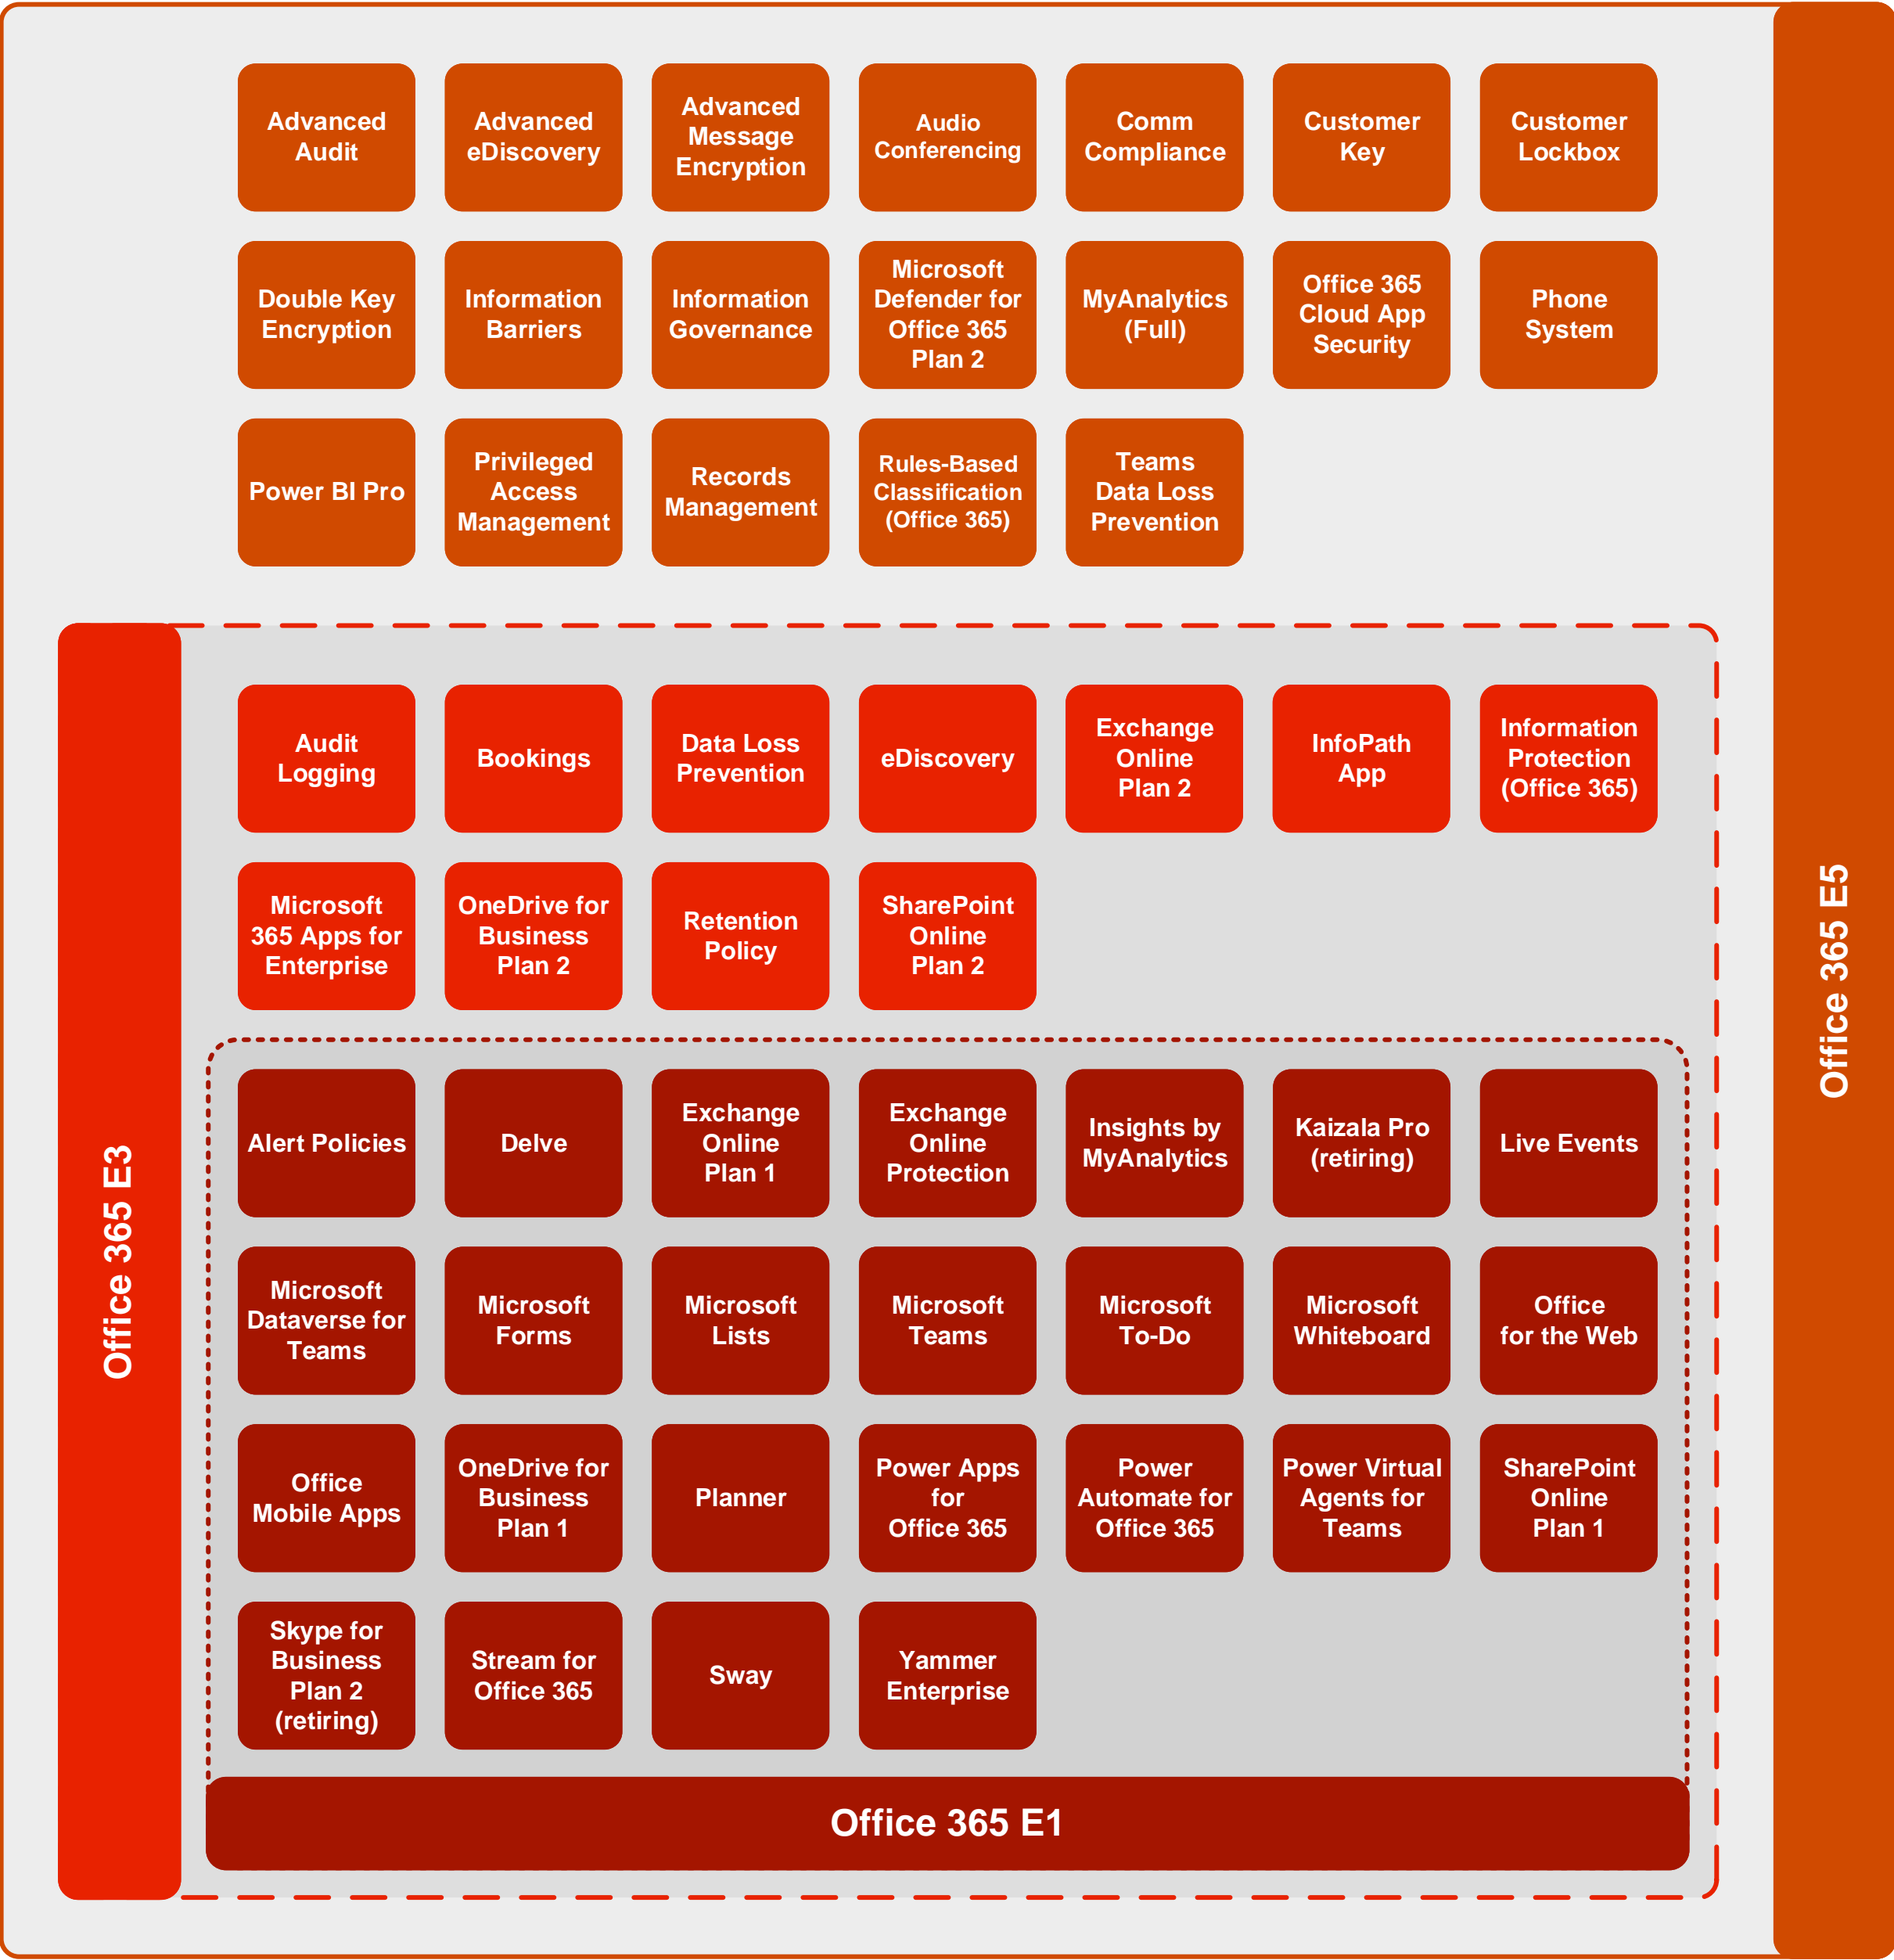 Advanced
Audit
Advanced
eDiscovery
Advanced
Message
Encryption
Audio
Conferencing
Comm
Compliance
Customer
Key
Customer
Lockbox
Double Key
Encryption
Information
Barriers
Information
Governance
Microsoft
Defender for
Office 365
Plan 2
MyAnalytics
(Full)
Office 365
Cloud App
Security
Phone
System
Power BI Pro
Privileged
Access
Management
Records
Management
Rules-Based
Classification
(Office 365)
Teams
Data Loss
Prevention
Office 365 E5
Office 365 E3
Audit
Logging
Bookings
Data Loss
Prevention
eDiscovery
Exchange
Online
Plan 2
InfoPath
App
Information
Protection
(Office 365)
Microsoft
365 Apps for
Enterprise
OneDrive for
Business
Plan 2
Retention
Policy
SharePoint
Online
Plan 2
Alert Policies
Delve
Exchange
Online
Plan 1
Exchange
Online
Protection
Insights by
MyAnalytics
Kaizala Pro
(retiring)
Live Events
Microsoft
Dataverse for
Teams
Microsoft
Forms
Microsoft
Lists
Microsoft
Teams
Microsoft
To-Do
Microsoft
Whiteboard
Office
for the Web
Office
Mobile Apps
OneDrive for
Business
Plan 1
Planner
Power Apps
for
Office 365
Power
Automate for
Office 365
Power Virtual
Agents for
Teams
SharePoint
Online
Plan 1
Skype for
Business
Plan 2
(retiring)
Stream for
Office 365
Sway
Yammer
Enterprise
Office 365 E1